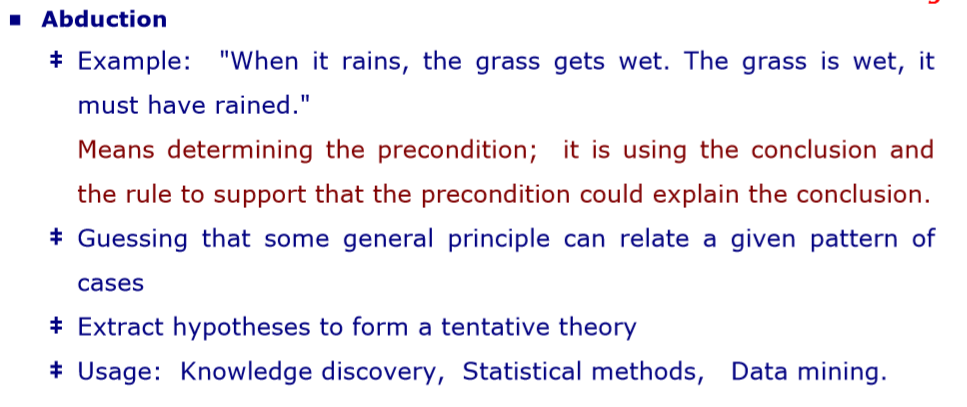 ▪ Abduction
‡ Example: "When it rains, the grass gets wet. The grass is wet, it
must have rained."
Means determining the precondition; it is using the conclusion and
the rule to support that the precondition could explain the conclusion.
‡ Guessing that some general principle can relate a given pattern of
cases
‡ Extract hypotheses to form a tentative theory
‡ Usage: Knowledge discovery, Statistical methods, Data mining.